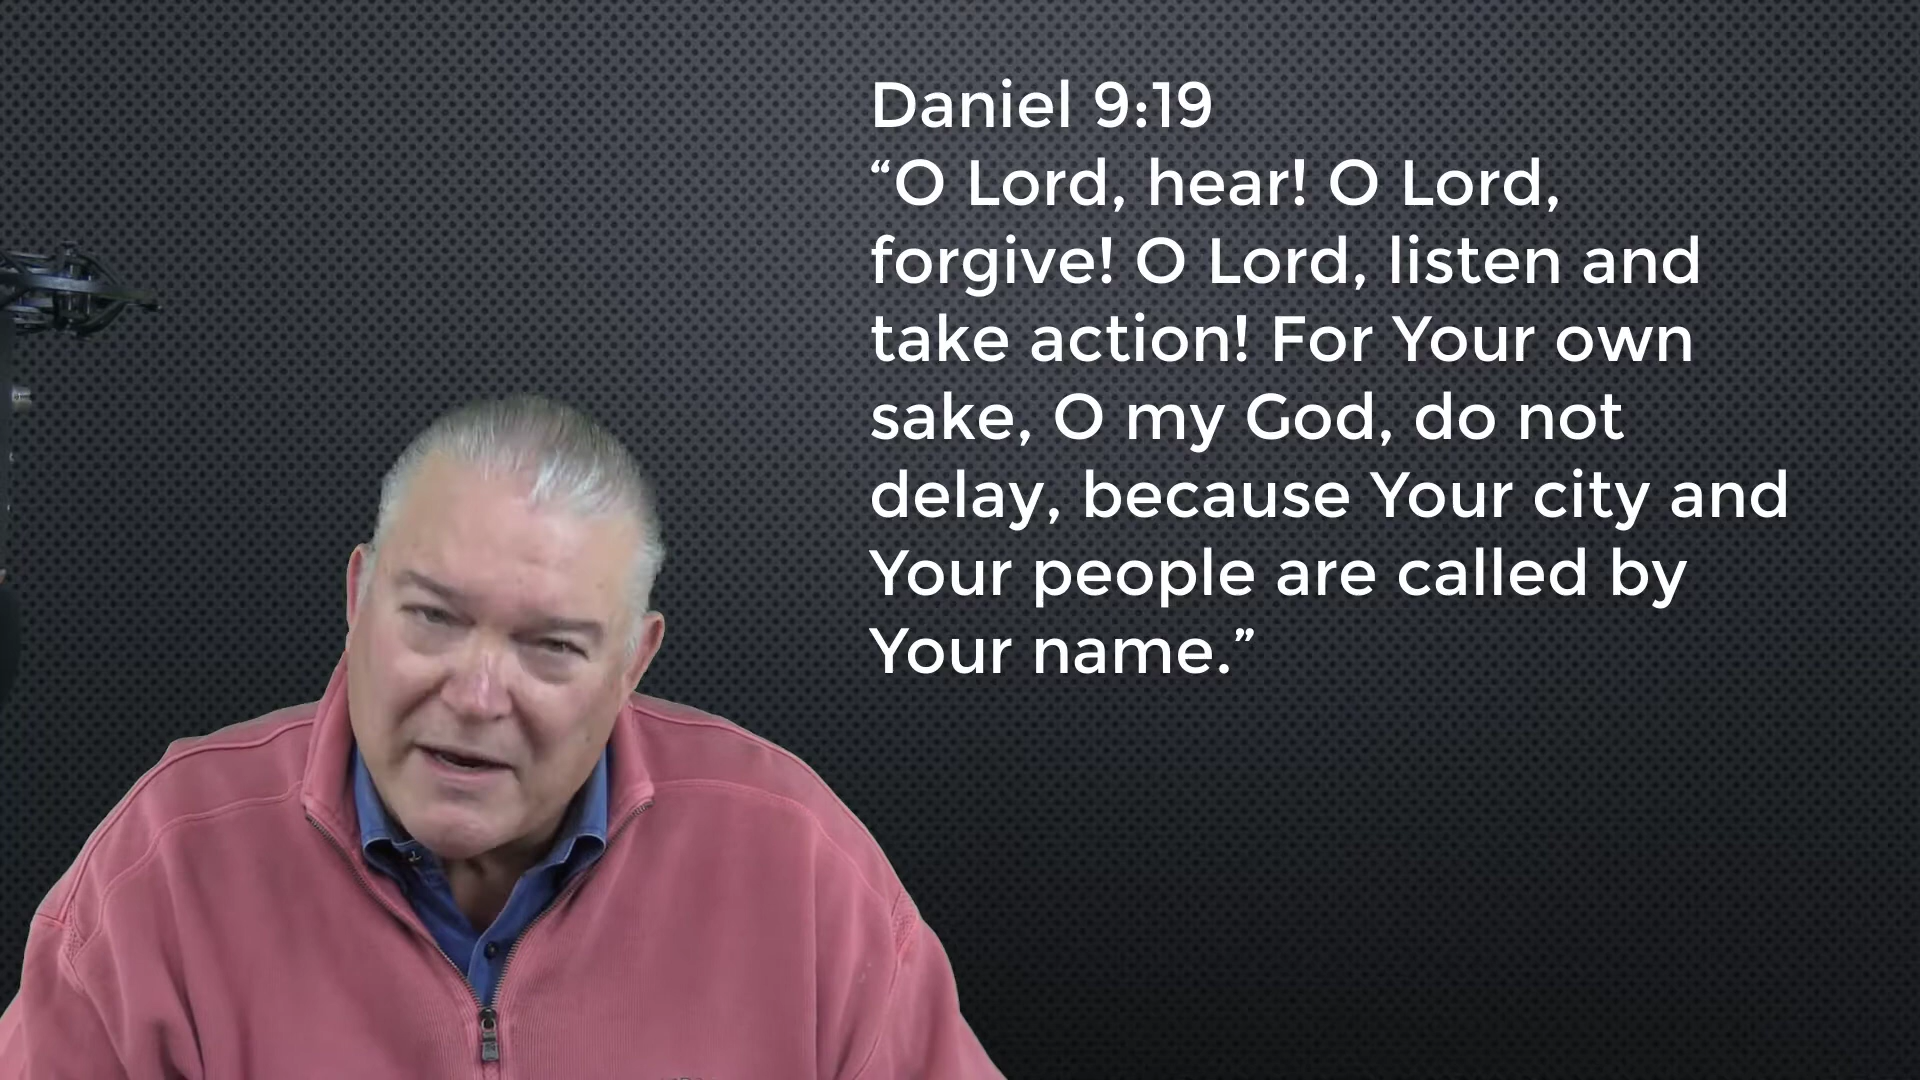 Daniel 9:19
“O Lord, hear! O Lord,
forgive! O Lord, listen and
take action! For Your own
sake, O my God, do not
delay, because Your city and
Your people are called by
Your name.”